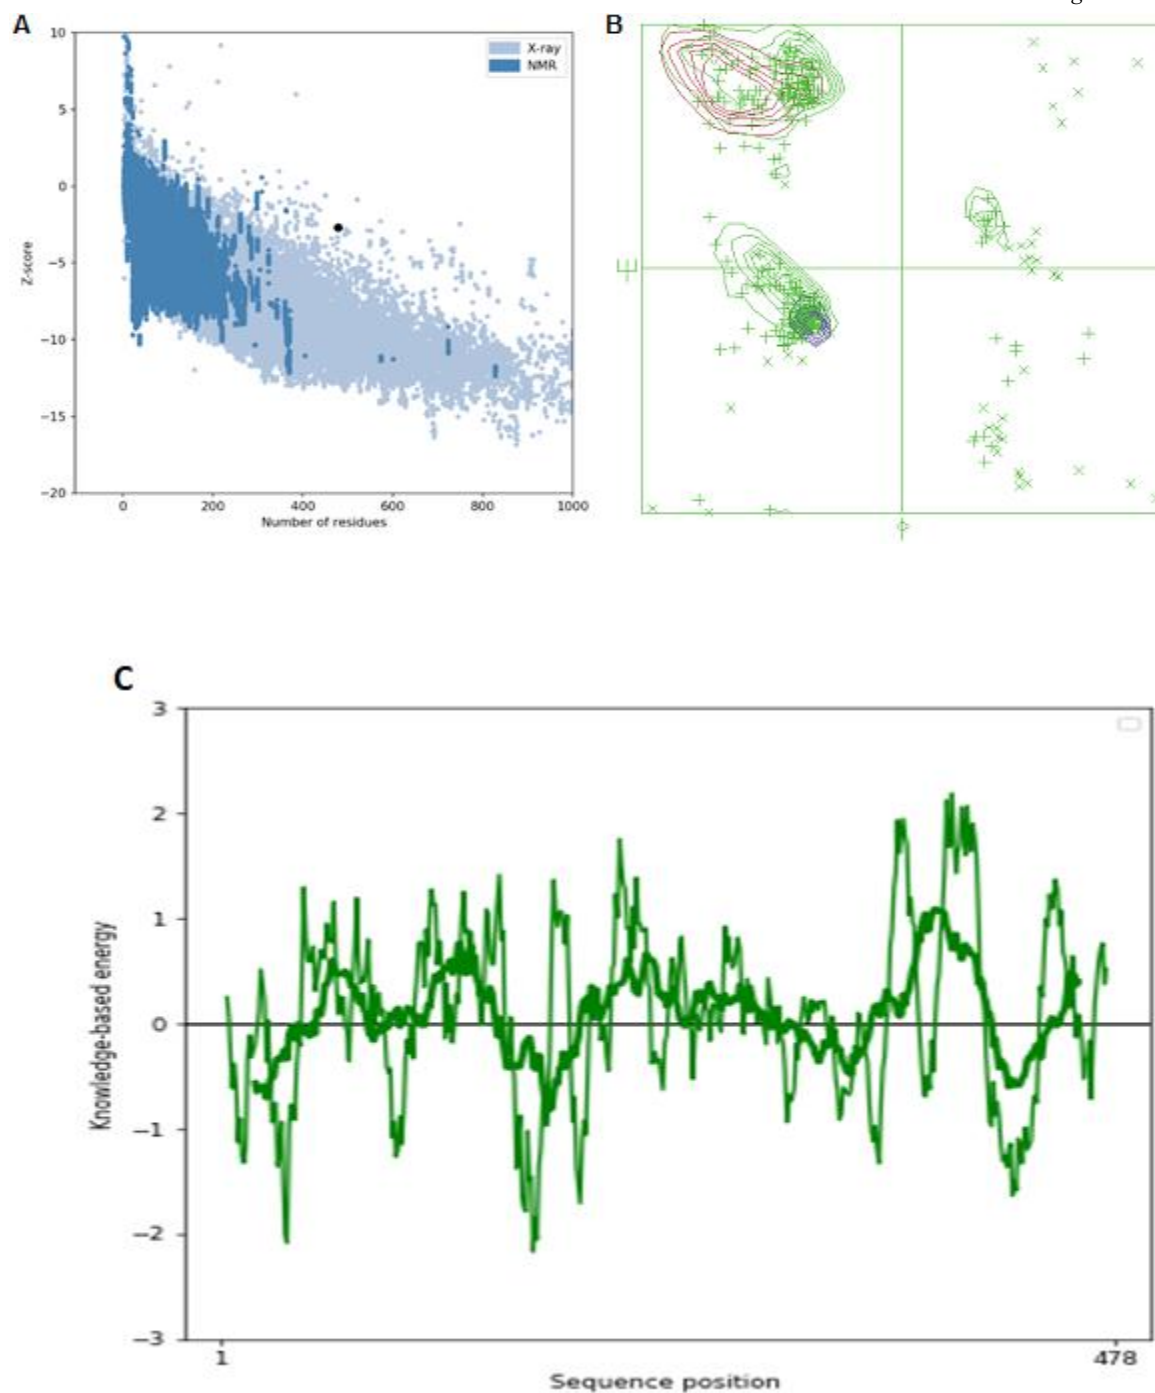 A
B
10
5
0
−5
−10
−15
−20
Z-score
X-ray
NMR
0
200
400
600
800
1000
Number of residues
Ψ
Φ
C
3
2
1
0
−1
−2
−3
Knowledge-based energy
1
478
Sequence position